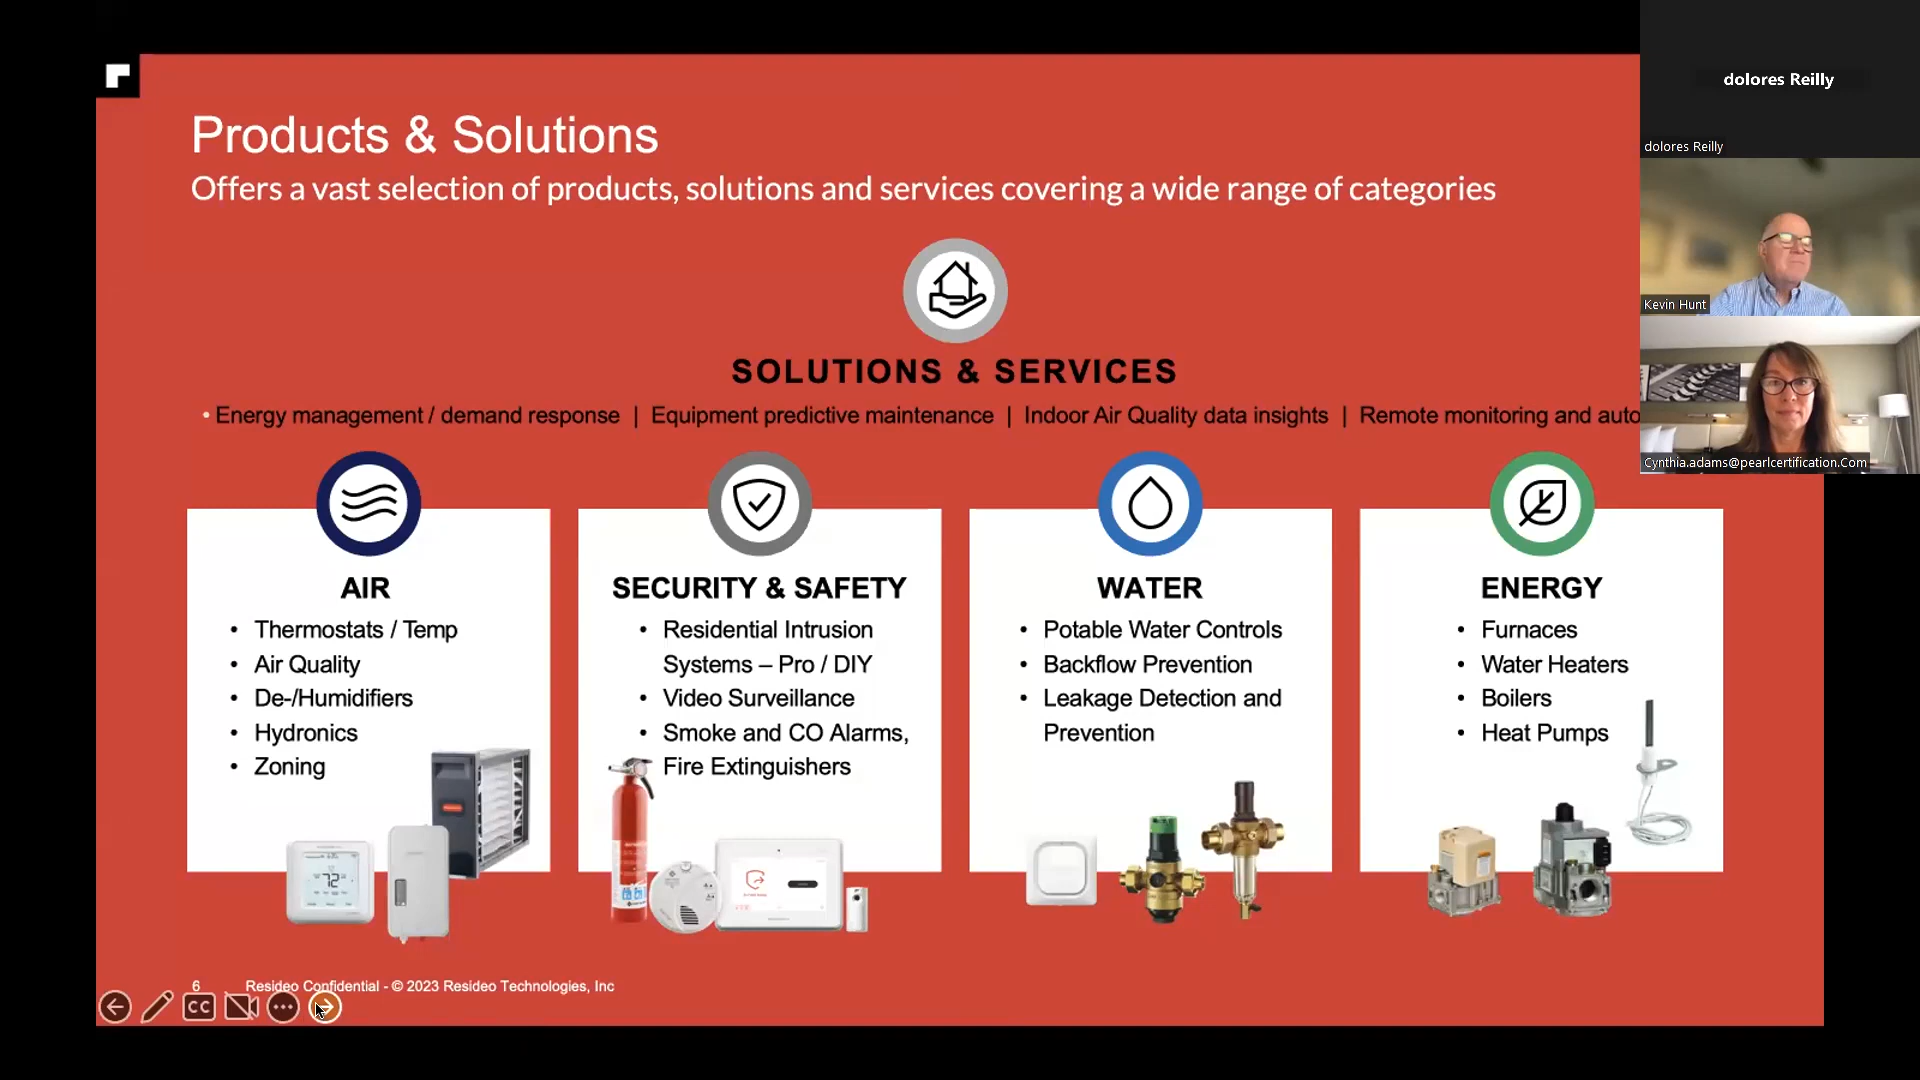 Products & Solutions
Offers a vast selection of products, solutions and services covering a wide range of categories
SOLUTIONS & SERVICES
• Energy management / demand response | Equipment predictive maintenance | Indoor Air Quality data insights | Remote monitoring and auto
AIR
• Thermostats / Temp
• Air Quality
• De-/Humidifiers
• Hydronics
• Zoning
SECURITY & SAFETY
• Residential Intrusion
Systems – Pro / DIY
• Video Surveillance
• Smoke and CO Alarms,
Fire Extinguishers
WATER
• Potable Water Controls
• Backflow Prevention
• Leakage Detection and
Prevention
ENERGY
• Furnaces
• Water Heaters
• Boilers
• Heat Pumps
72
6 Resideo Confidential - © 2023 Resideo Technologies, Inc
CC
dolores Reilly
dolores Reilly
Kevin Hunt
Cynthia.adams@pearlcertification.Com